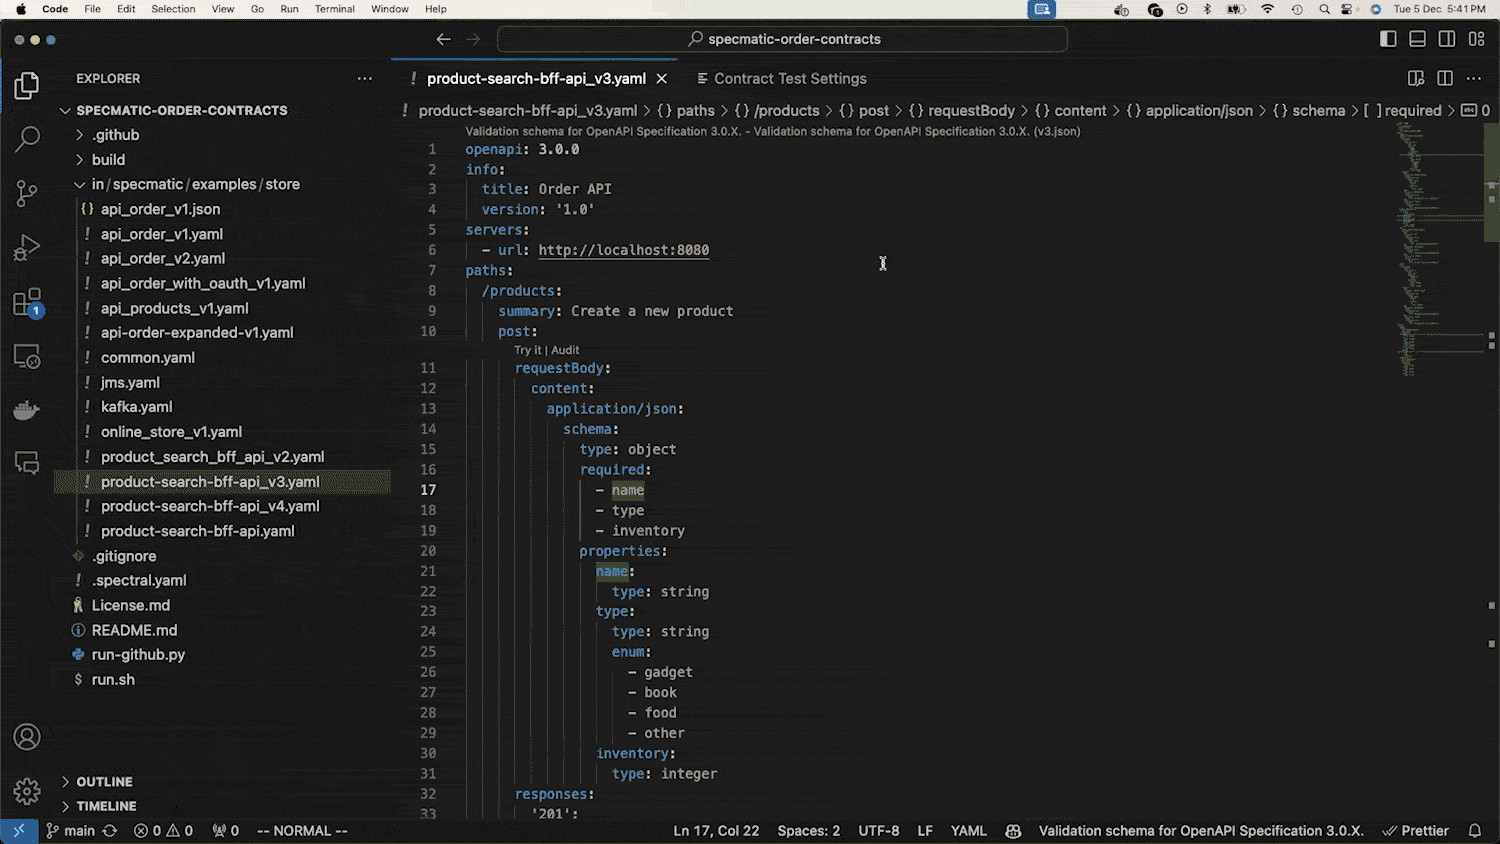 Code File Edit Selection View Go Run Terminal Window Help Tue 5 Dec 5:41 PM
specmatic-order-contracts
EXPLORER
product-search-bff-api_v3.yaml
Contract Test Settings
product-search-bff-api_v3.yaml > {} paths > {} /products > {} post > {} requestBody > {} content > {} application/json > {} schema > [ ] required > abc 0
SPECMATIC-ORDER-CONTRACTS
.github
build
in/specmatic/examples/store
{} api_order_v1.json
! api_order_v1.yaml
! api_order_v2.yaml
! api_order_with_oauth_v1.yaml
! api_products_v1.yaml
! api-order-expanded-v1.yaml
! common.yaml
! jms.yaml
! kafka.yaml
! online_store_v1.yaml
! product_search_bff_api_v2.yaml
! product-search-bff-api_v3.yaml
! product-search-bff-api_v4.yaml
! product-search-bff-api.yaml
.gitignore
! .spectral.yaml
License.md
README.md
run-github.py
$ run.sh
OUTLINE
TIMELINE
1
Validation schema for OpenAPI Specification 3.0.X. - Validation schema for OpenAPI Specification 3.0.X. (v3.json)
1 openapi: 3.0.0
2 info:
3 title: Order API
4 version: '1.0'
5 servers:
6 - url: http://localhost:8080
7 paths:
8 /products:
9 summary: Create a new product
10 post:
Try it | Audit
11 requestBody:
12 content:
13 application/json:
14 schema:
15 type: object
16 required:
17 - name
18 - type
19 - inventory
20 properties:
21 name:
22 type: string
23 type:
24 type: string
25 enum:
26 - gadget
27 - book
28 - food
29 - other
30 inventory:
31 type: integer
32 responses:
33 '201':
main 0 0 0 -- NORMAL -- Ln 17, Col 22 Spaces: 2 UTF-8 LF YAML Validation schema for OpenAPI Specification 3.0.X. Prettier